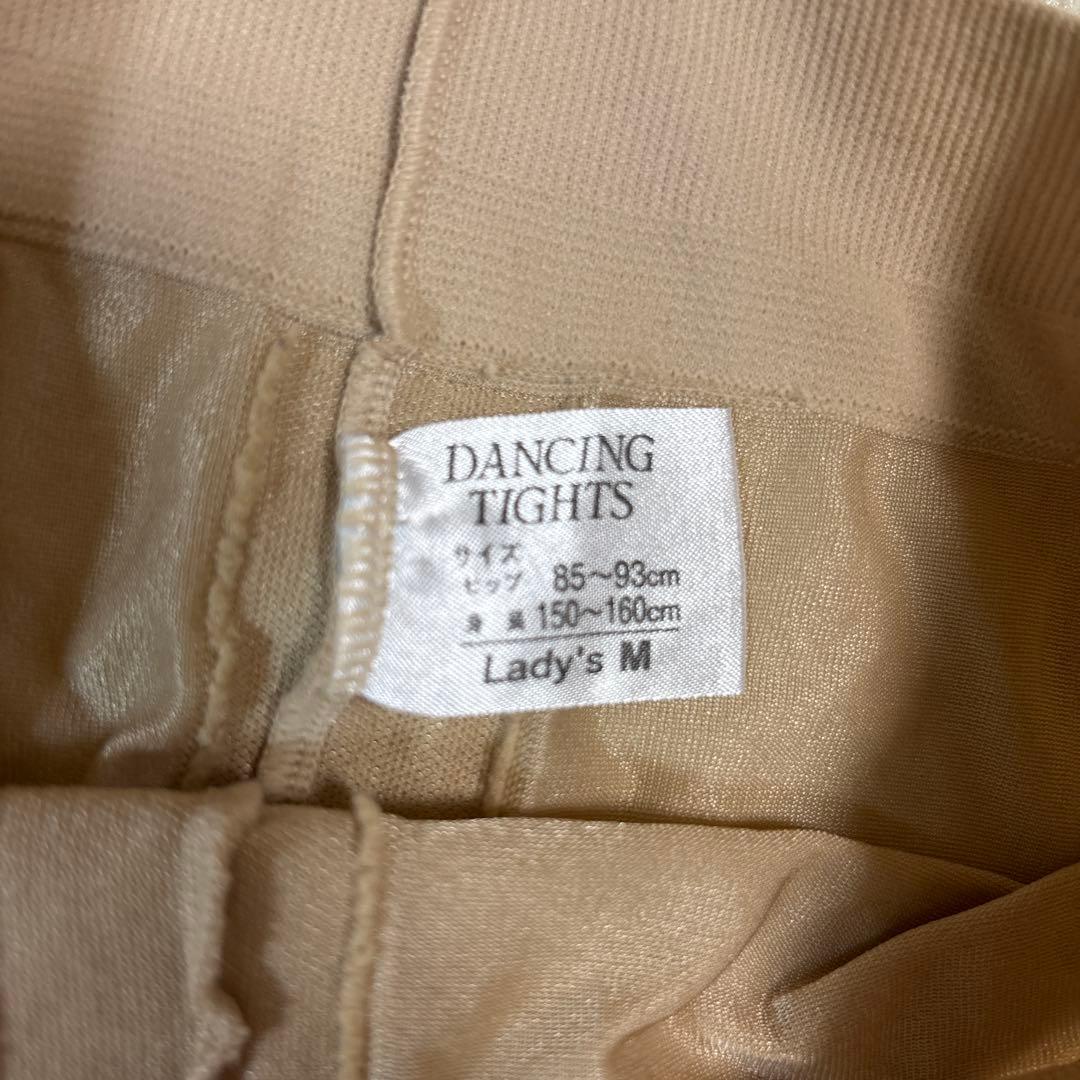 DANCING
TIGHTS
サイズ
ヒップ 85～93cm
身長 150～160cm
Lady's M